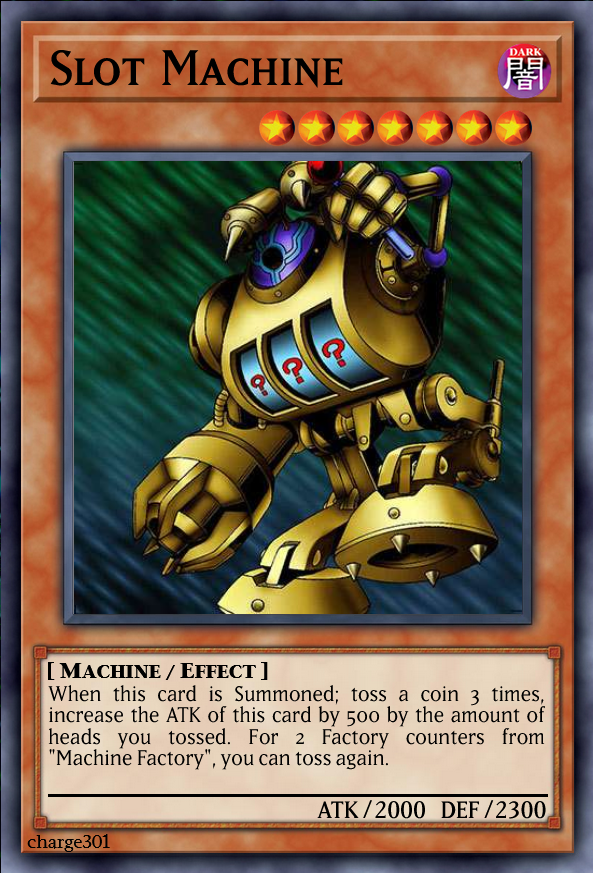 Slot Machine
DARK
闇
? ? ?
[ Machine / Effect ]
When this card is Summoned; toss a coin 3 times,
increase the ATK of this card by 500 by the amount of
heads you tossed. For 2 Factory counters from
"Machine Factory", you can toss again.
ATK/2000 DEF/2300
charge301